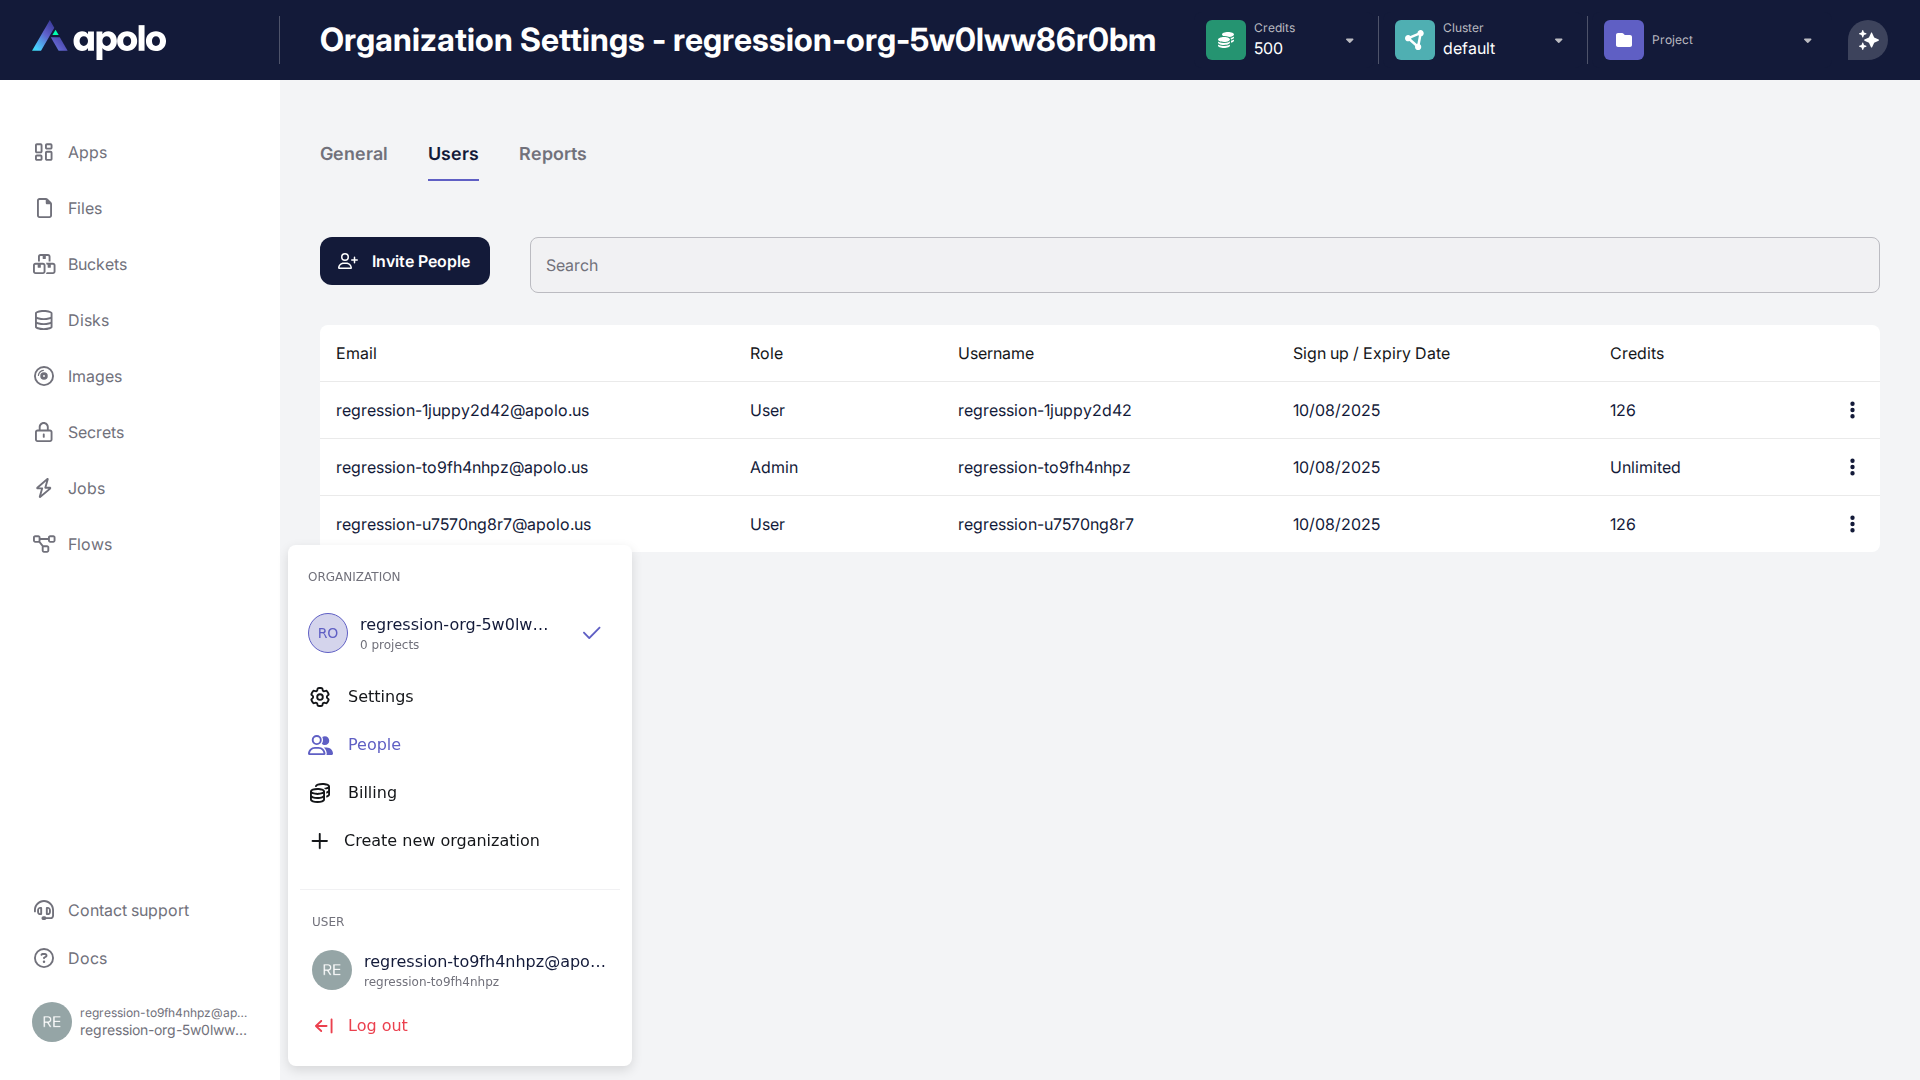 apolo
Organization Settings - regression-org-5w0lww86r0bm
Credits
500
Cluster
default
Project
Apps
Files
Buckets
Disks
Images
Secrets
Jobs
Flows
General Users Reports
Invite People
Search
Email Role Username Sign up / Expiry Date Credits
regression-1juppy2d42@apolo.us User regression-1juppy2d42 10/08/2025 126
regression-to9fh4nhpz@apolo.us Admin regression-to9fh4nhpz 10/08/2025 Unlimited
regression-u7570ng8r7@apolo.us User regression-u7570ng8r7 10/08/2025 126
ORGANIZATION
RO
regression-org-5w0lw...
0 projects
Settings
People
Billing
Create new organization
USER
RE
regression-to9fh4nhpz@apo...
regression-to9fh4nhpz
Log out
Contact support
Docs
RE
regression-to9fh4nhpz@ap...
regression-org-5w0lww...